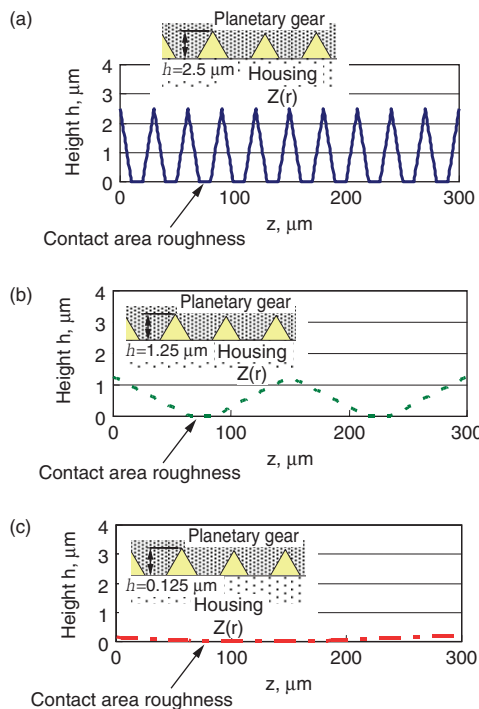 (a)
Planetary gear
h=2.5 μm
Housing
Z(r)
Height h, μm
4
3
2
1
0
0 100 200 300
z, μm
Contact area roughness
(b)
Planetary gear
h=1.25 μm
Housing
Z(r)
Height h, μm
4
3
2
1
0
0 100 200 300
z, μm
Contact area roughness
(c)
Planetary gear
h=0.125 μm
Housing
Z(r)
Height h, μm
4
3
2
1
0
0 100 200 300
z, μm
Contact area roughness